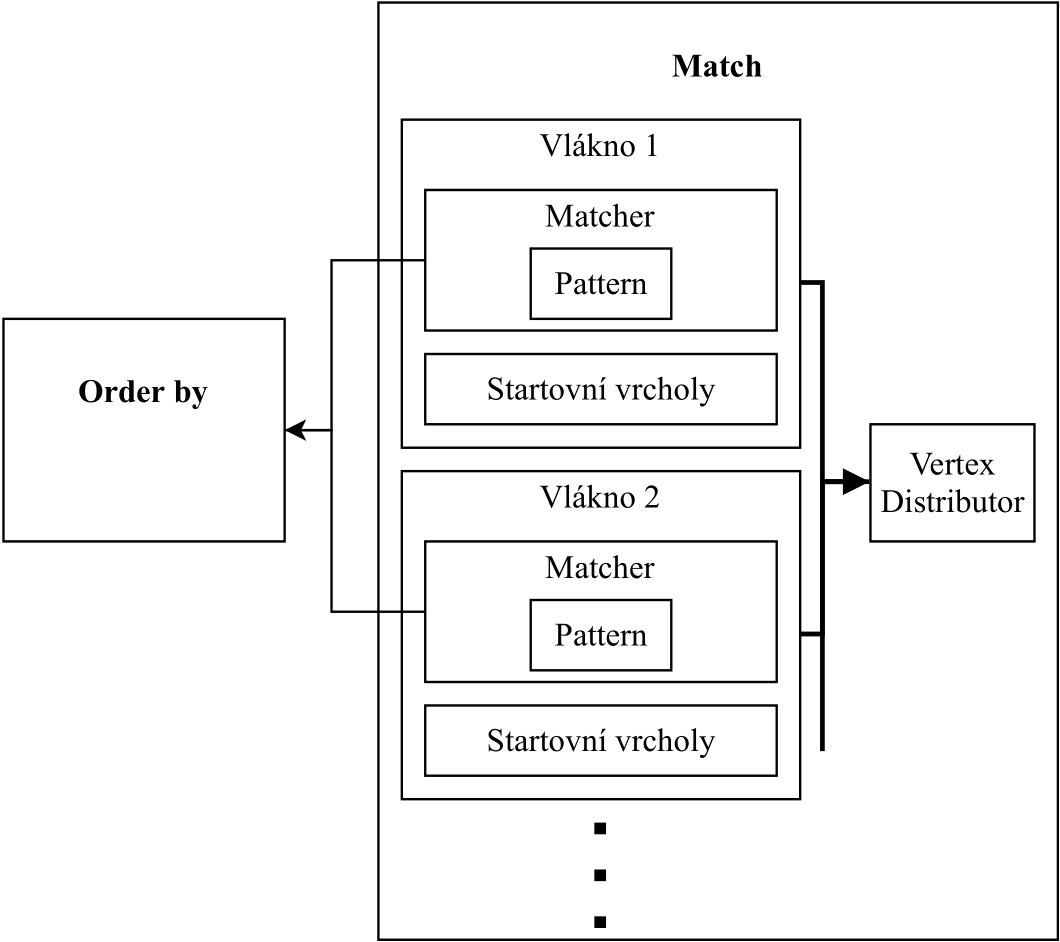 Match
Vlákno 1
Matcher
Pattern
Startovní vrcholy
Order by
Vertex
Distributor
Vlákno 2
Matcher
Pattern
Startovní vrcholy